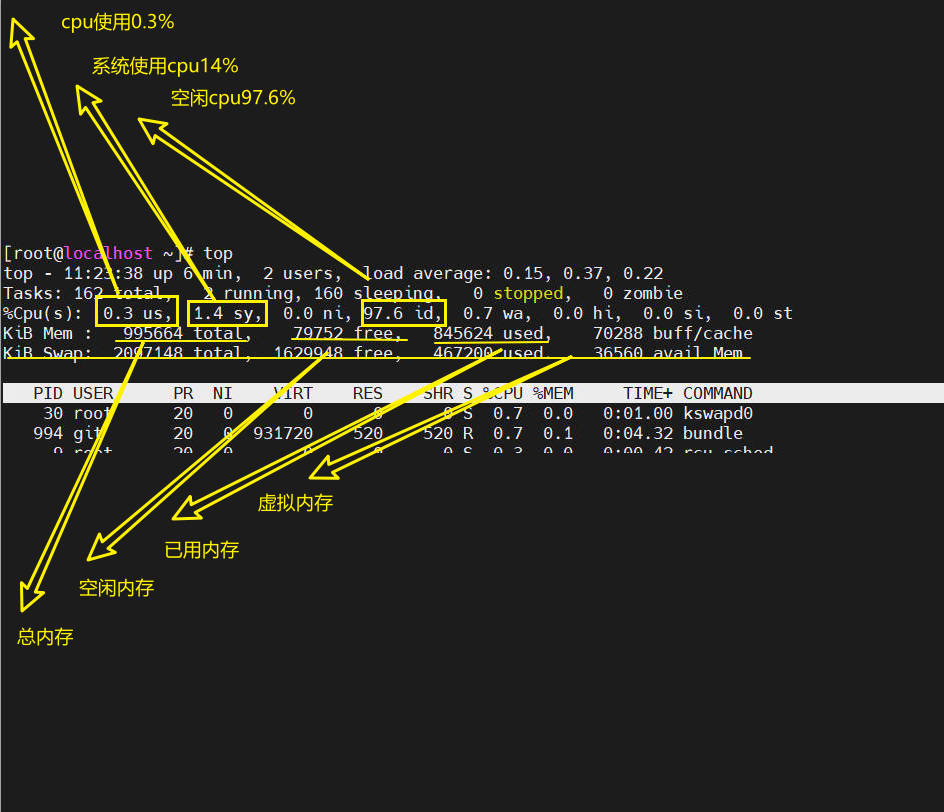 cpu使用0.3%
系统使用cpu14%
空闲cpu97.6%
[root@localhost ~]# top
top - 11:23:38 up 6 min,  2 users,  load average: 0.15, 0.37, 0.22
Tasks: 162 total,   2 running, 160 sleeping,   0 stopped,   0 zombie
%Cpu(s):  0.3 us,  1.4 sy,  0.0 ni, 97.6 id,  0.7 wa,  0.0 hi,  0.0 si,  0.0 st
KiB Mem :   995664 total,    79752 free,   845624 used,    70288 buff/cache
KiB Swap:  2097148 total,  1629948 free,   467200 used.    36560 avail Mem
PID USER      PR  NI    VIRT    RES    SHR S %CPU %MEM     TIME+ COMMAND
30 root      20   0       0      0      0 S  0.7  0.0   0:01.00 kswapd0
994 git       20   0  931720    520    520 R  0.7  0.1   0:04.32 bundle
9 root      20   0       0      0      0 S  0.3  0.0   0:00.42 rcu_sched
虚拟内存
已用内存
空闲内存
总内存